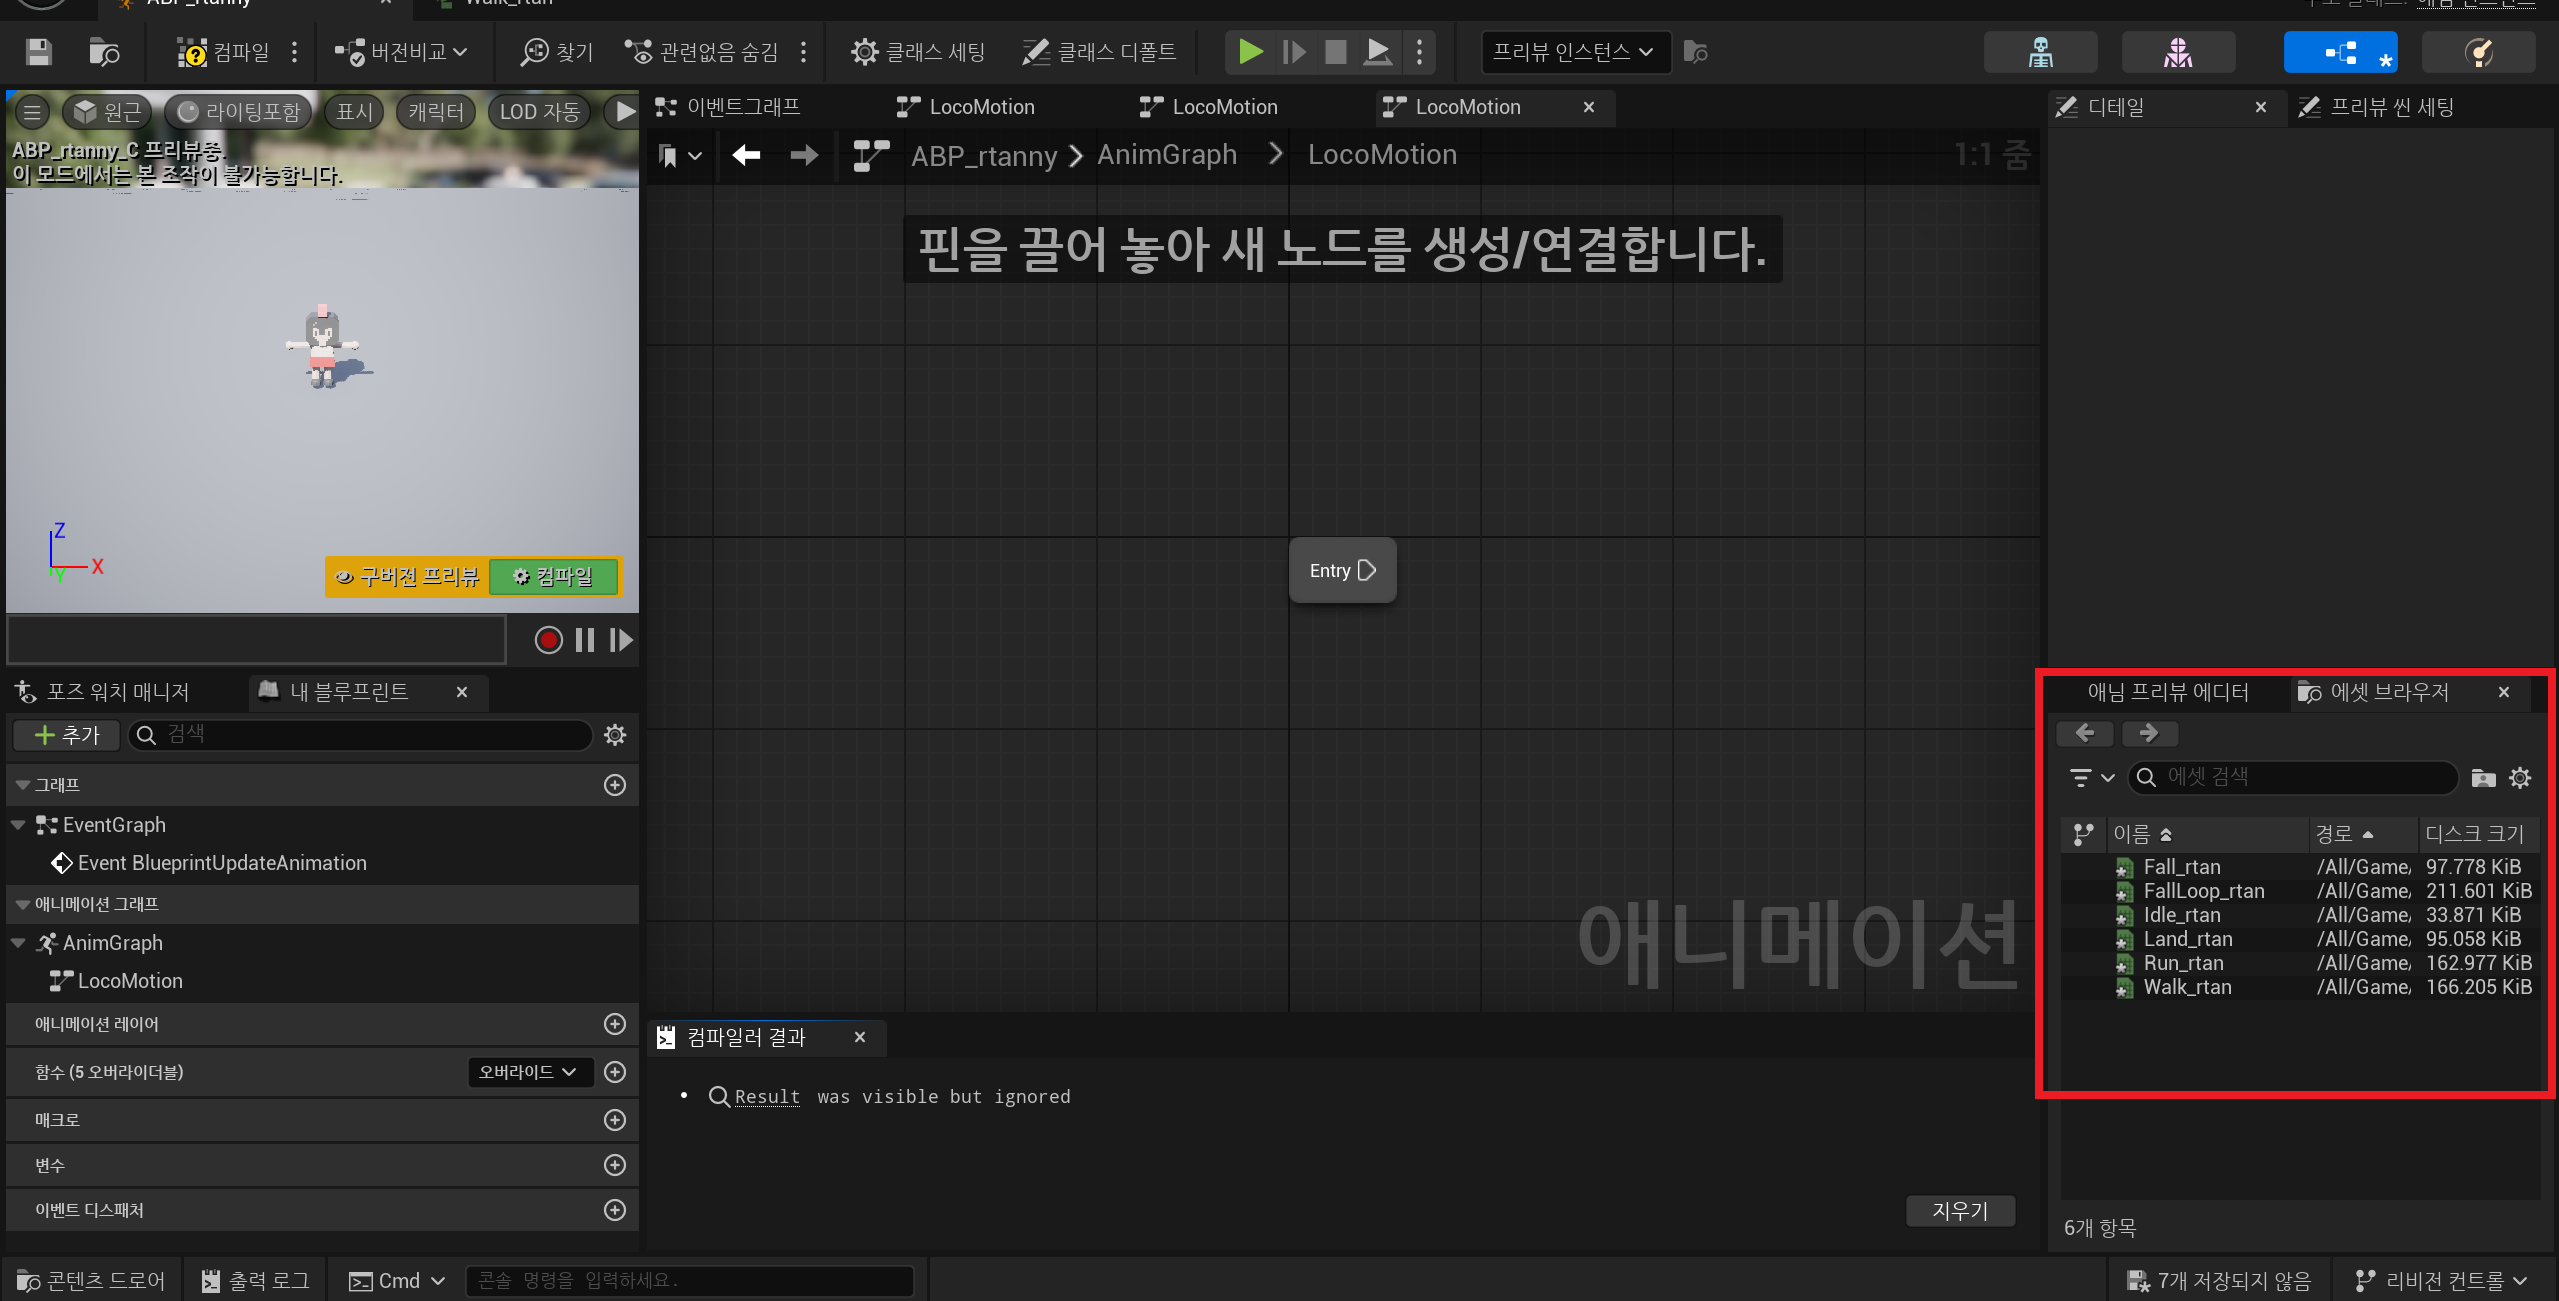 ABP_rtanny
Walk_rtan
컴파일
버전비교
찾기
관련없음 숨김
클래스 세팅
클래스 디폴트
프리뷰 인스턴스
원근
라이팅포함
표시
캐릭터
LOD 자동
ABP_rtanny_C 프리뷰중.
이 모드에서는 본 조작이 불가능합니다.
Z
X
Y
구버전 프리뷰
컴파일
이벤트그래프
LocoMotion
LocoMotion
LocoMotion
ABP_rtanny > AnimGraph > LocoMotion
1:1 줌
핀을 끌어 놓아 새 노드를 생성/연결합니다.
Entry
애니메이션
디테일
프리뷰 씬 세팅
포즈 워치 매니저
내 블루프린트
추가
검색
그래프
EventGraph
Event BlueprintUpdateAnimation
애니메이션 그래프
AnimGraph
LocoMotion
애니메이션 레이어
함수 (5 오버라이더블)
오버라이드
매크로
변수
이벤트 디스패처
컴파일러 결과
Result was visible but ignored
지우기
애님 프리뷰 에디터
에셋 브라우저
에셋 검색
이름 경로 디스크 크기
Fall_rtan /All/Game/ 97.778 KiB
FallLoop_rtan /All/Game/ 211.601 KiB
Idle_rtan /All/Game/ 33.871 KiB
Land_rtan /All/Game/ 95.058 KiB
Run_rtan /All/Game/ 162.977 KiB
Walk_rtan /All/Game/ 166.205 KiB
6개 항목
콘텐츠 드로어
출력 로그
Cmd
콘솔 명령을 입력하세요.
7개 저장되지 않음
리비전 컨트롤